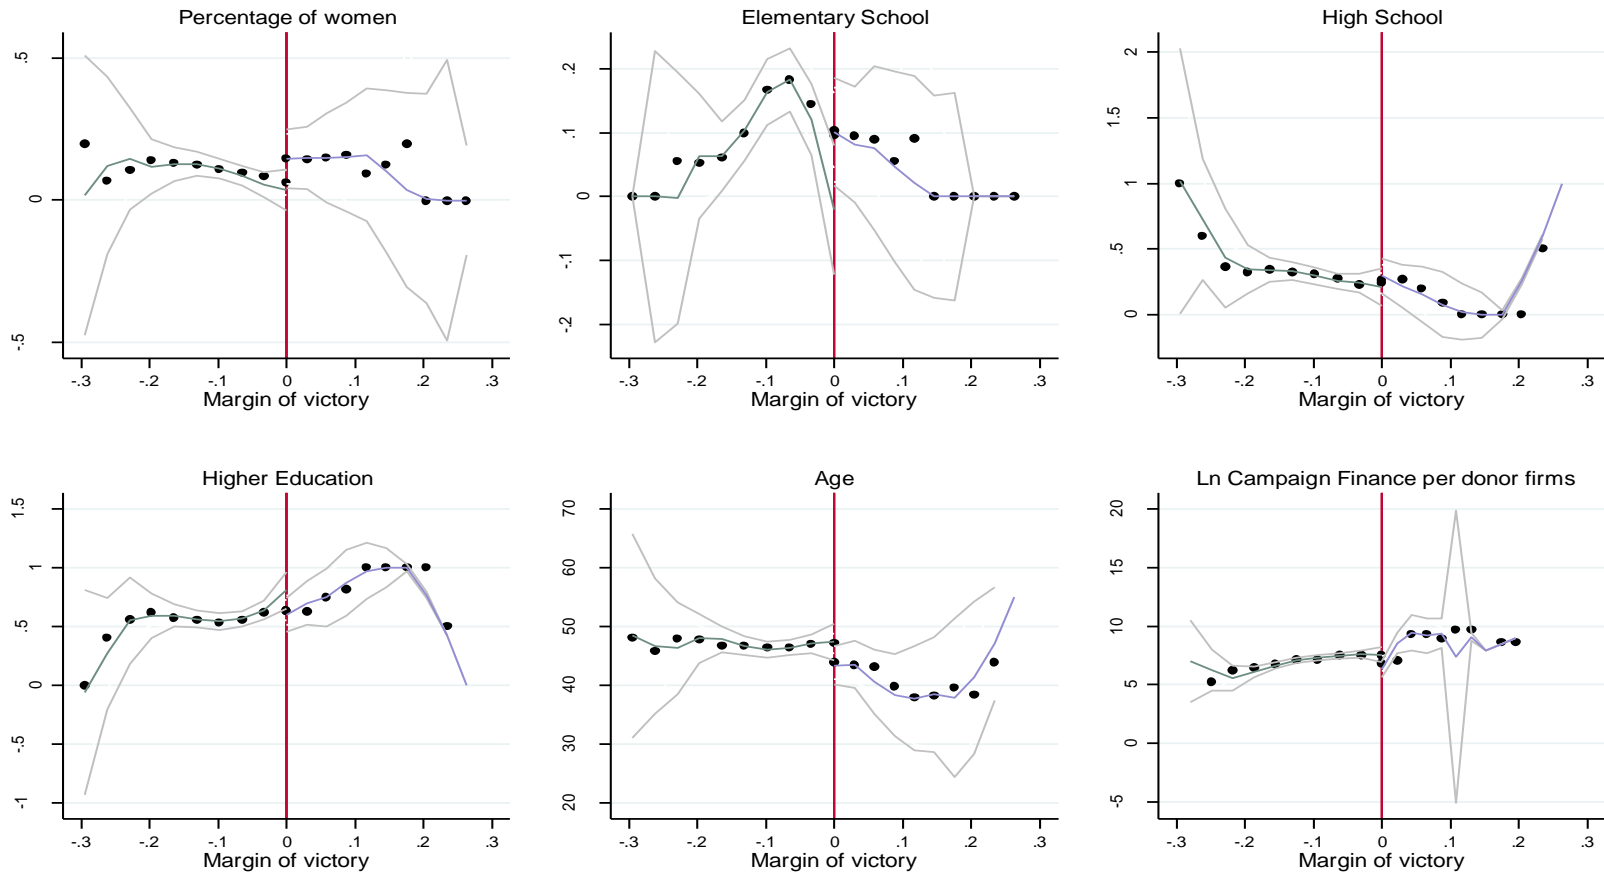 Percentage of women
.5
0
-.5
-.3 -.2 -.1 0 .1 .2 .3
Margin of victory
Elementary School
.2
.1
0
-.1
-.2
-.3 -.2 -.1 0 .1 .2 .3
Margin of victory
High School
2
1.5
1
.5
0
-.3 -.2 -.1 0 .1 .2 .3
Margin of victory
Higher Education
1.5
1
.5
0
-.5
-1
-.3 -.2 -.1 0 .1 .2 .3
Margin of victory
Age
70
60
50
40
30
20
-.3 -.2 -.1 0 .1 .2 .3
Margin of victory
Ln Campaign Finance per donor firms
20
15
10
5
0
-5
-.3 -.2 -.1 0 .1 .2 .3
Margin of victory